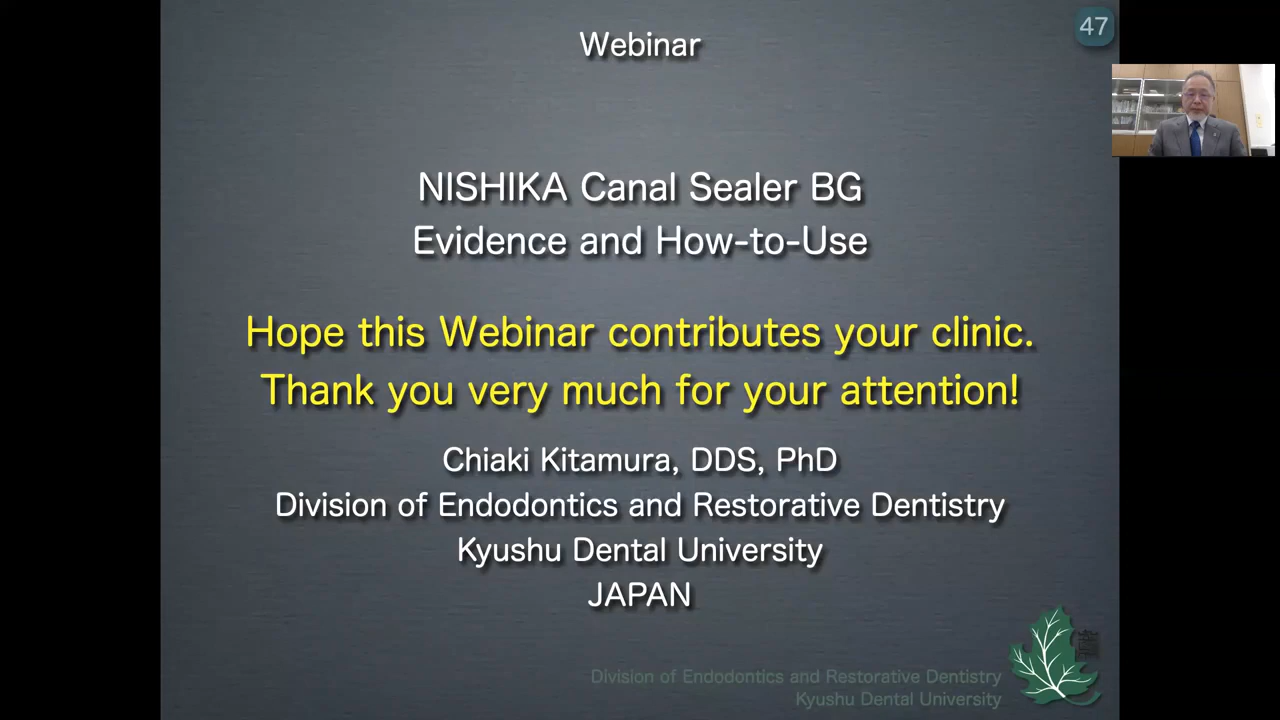 Webinar
47
NISHIKA Canal Sealer BG
Evidence and How-to-Use
Hope this Webinar contributes your clinic.
Thank you very much for your attention!
Chiaki Kitamura, DDS, PhD
Division of Endodontics and Restorative Dentistry
Kyushu Dental University
JAPAN
Division of Endodontics and Restorative Dentistry
Kyushu Dental University